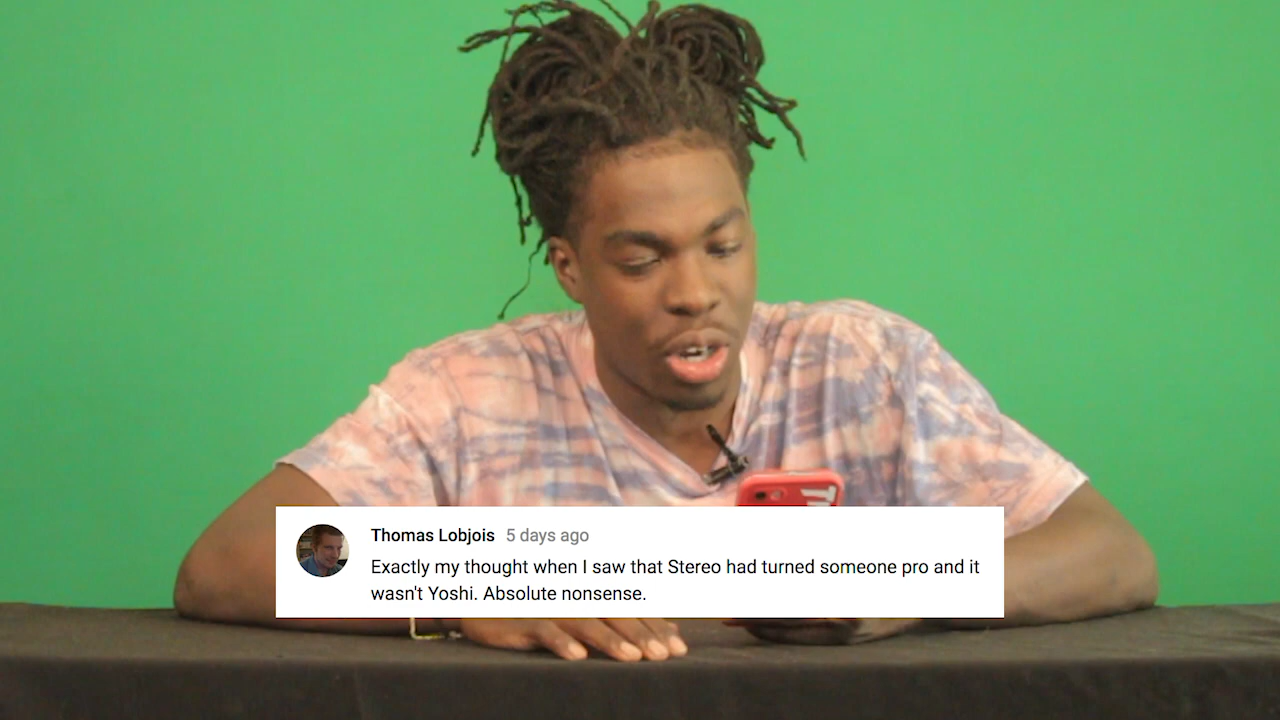 Thomas Lobjois 5 days ago
Exactly my thought when I saw that Stereo had turned someone pro and it
wasn't Yoshi. Absolute nonsense.